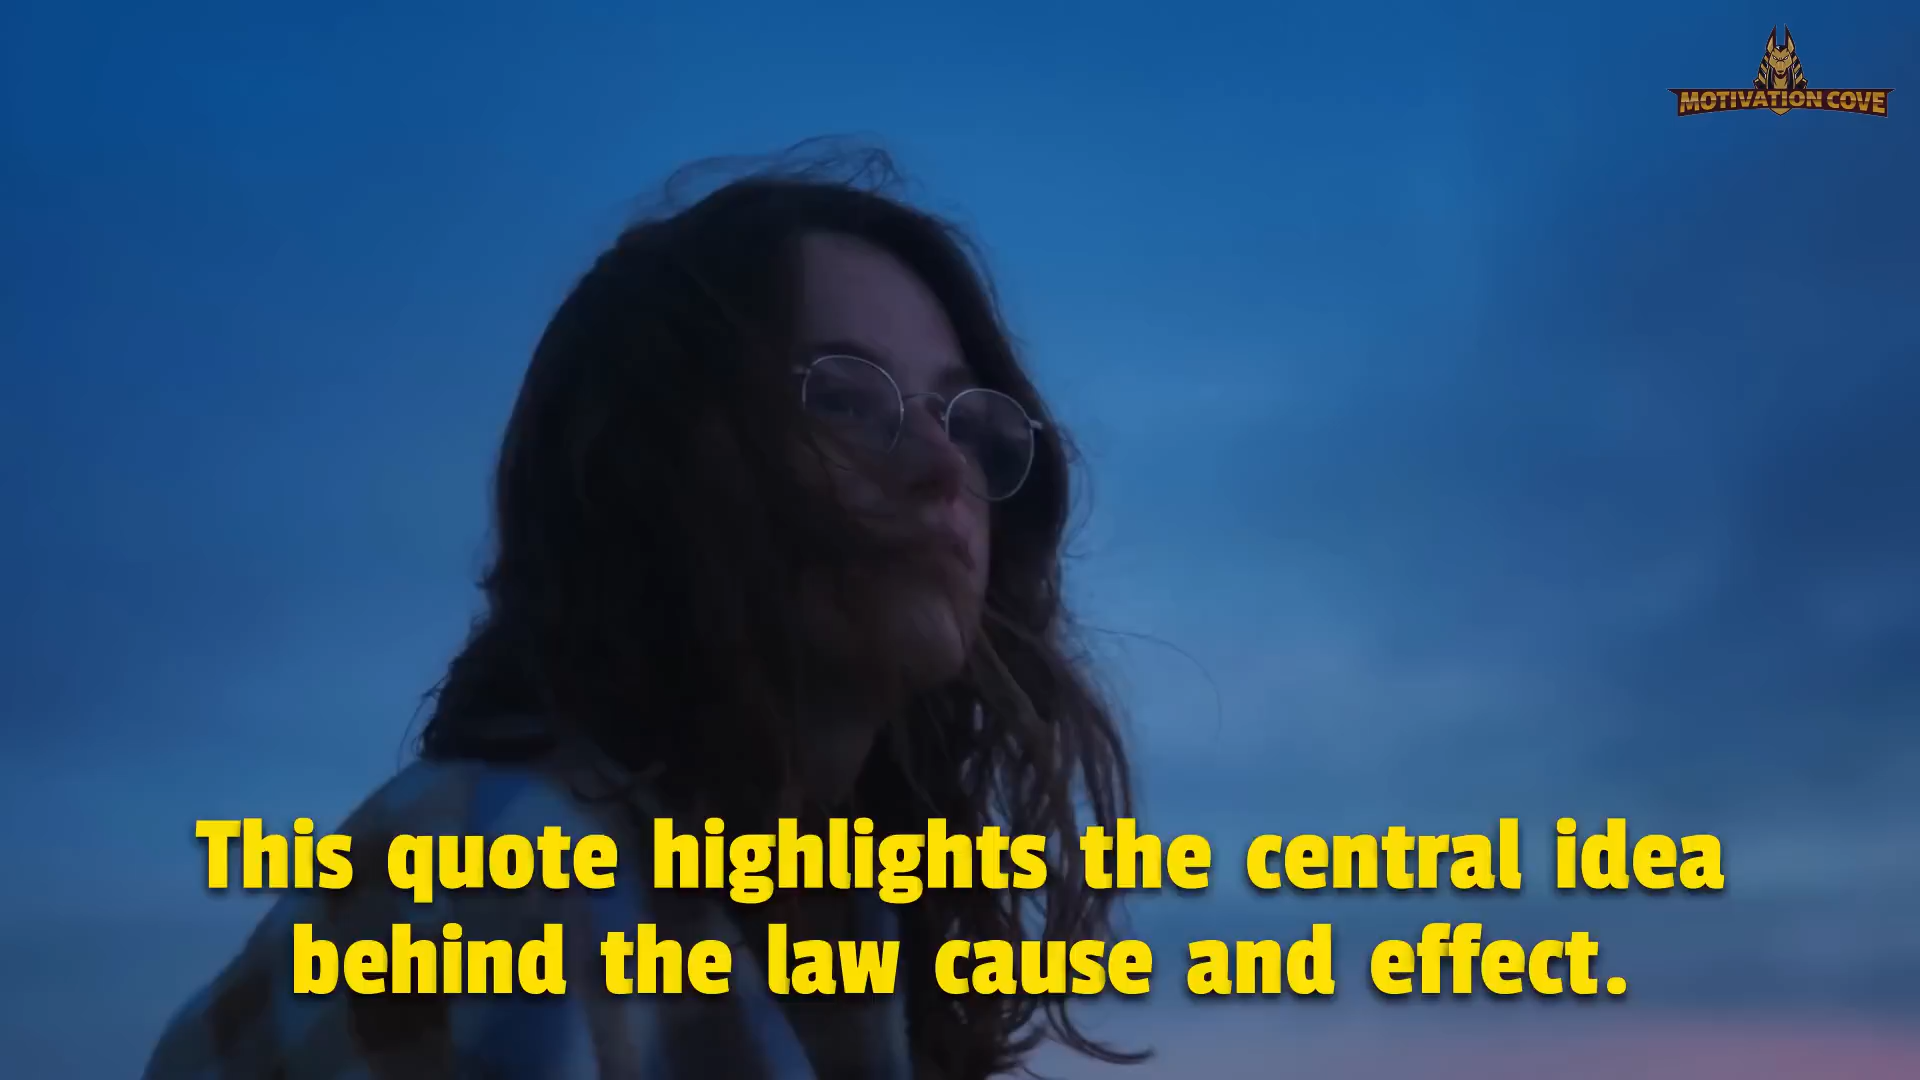 MOTIVATION COVE
This quote highlights the central idea
behind the law cause and effect.